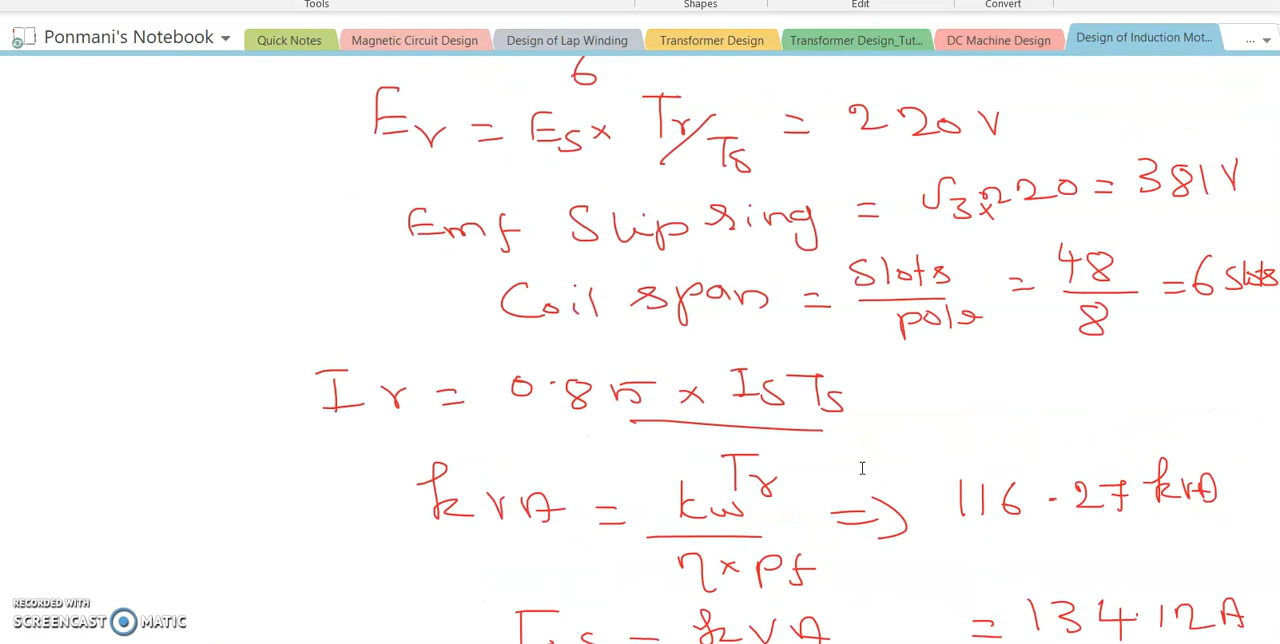 Tools Shapes Edit Convert
Ponmani's Notebook Quick Notes Magnetic Circuit Design Design of Lap Winding Transformer Design Transformer Design_Tut... DC Machine Design Design of Induction Mot... ...
6
Er = Es × Tr/Ts = 220 V
Emf Slip ring = √3 × 220 = 381 V
Coil span = slots/pole = 48/8 = 6 slots
Ir = 0.85 × IsTs/Tr
kVA = kw/η × pf => 116.27 kVA
kVA = 134.12 A
RECORDED WITH
SCREENCAST MATIC